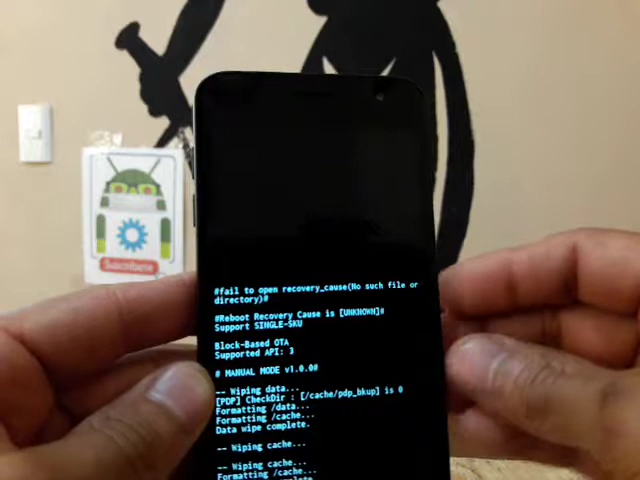 Suscribete
#fail to open recovery_cause(No such file or
directory)#
#Reboot Recovery Cause is [UNKNOWN]#
Support SINGLE-SKU
Block-Based OTA
Supported API: 3
# MANUAL MODE v1.0.0#
-- Wiping data...
[PDP] CheckDir : [/cache/pdp_bkup] is 0
Formatting /data...
Formatting /cache...
Data wipe complete.
-- Wiping cache...
-- Wiping cache...
Formatting /cache...